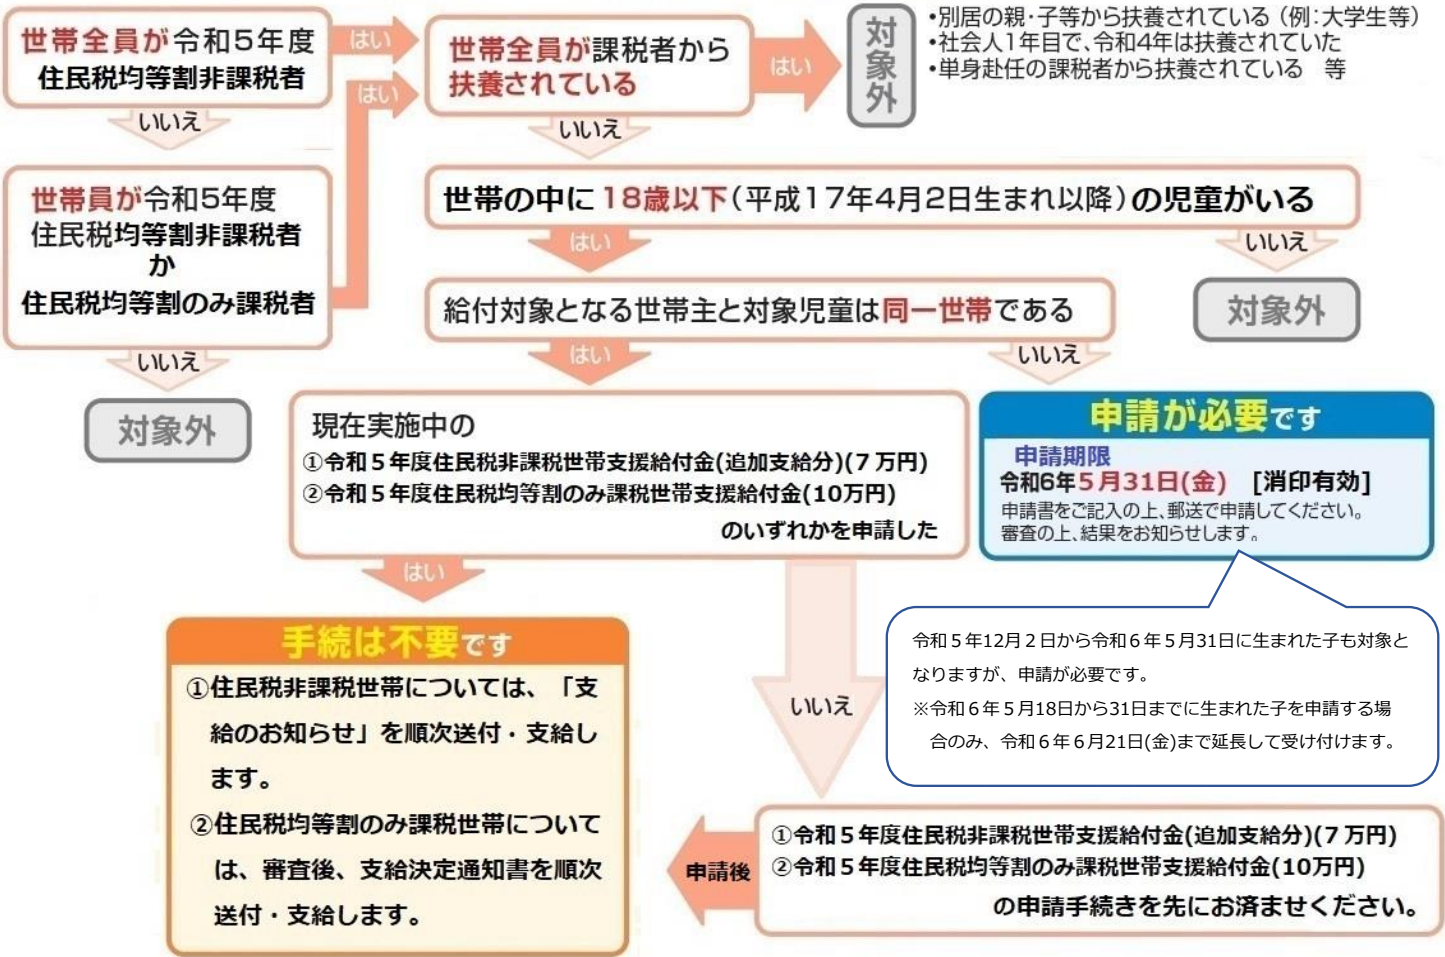 世帯全員が令和5年度
住民税均等割非課税者
はい
いいえ
世帯全員が課税者から
扶養されている
はい
いいえ
対象外
•別居の親・子等から扶養されている（例：大学生等）
•社会人1年目で、令和4年は扶養されていた
•単身赴任の課税者から扶養されている　等
世帯員が令和5年度
住民税均等割非課税者
か
住民税均等割のみ課税者
はい
いいえ
対象外
世帯の中に18歳以下（平成17年4月2日生まれ以降）の児童がいる
はい
いいえ
対象外
給付対象となる世帯主と対象児童は同一世帯である
はい
いいえ
現在実施中の
①令和５年度住民税非課税世帯支援給付金(追加支給分)(７万円)
②令和５年度住民税均等割のみ課税世帯支援給付金(10万円)
のいずれかを申請した
はい
いいえ
申請が必要です
申請期限
令和6年５月31日(金)　[消印有効]
申請書をご記入の上、郵送で申請してください。
審査の上、結果をお知らせします。
令和５年12月２日から令和６年５月31日に生まれた子も対象と
なりますが、申請が必要です。
※令和６年５月18日から31日までに生まれた子を申請する場
合のみ、令和６年６月21日(金)まで延長して受け付けます。
手続は不要です
①住民税非課税世帯については、「支
給のお知らせ」を順次送付・支給し
ます。
②住民税均等割のみ課税世帯について
は、審査後、支給決定通知書を順次
送付・支給します。
申請後
①令和５年度住民税非課税世帯支援給付金(追加支給分)(７万円)
②令和５年度住民税均等割のみ課税世帯支援給付金(10万円)
の申請手続きを先にお済ませください。